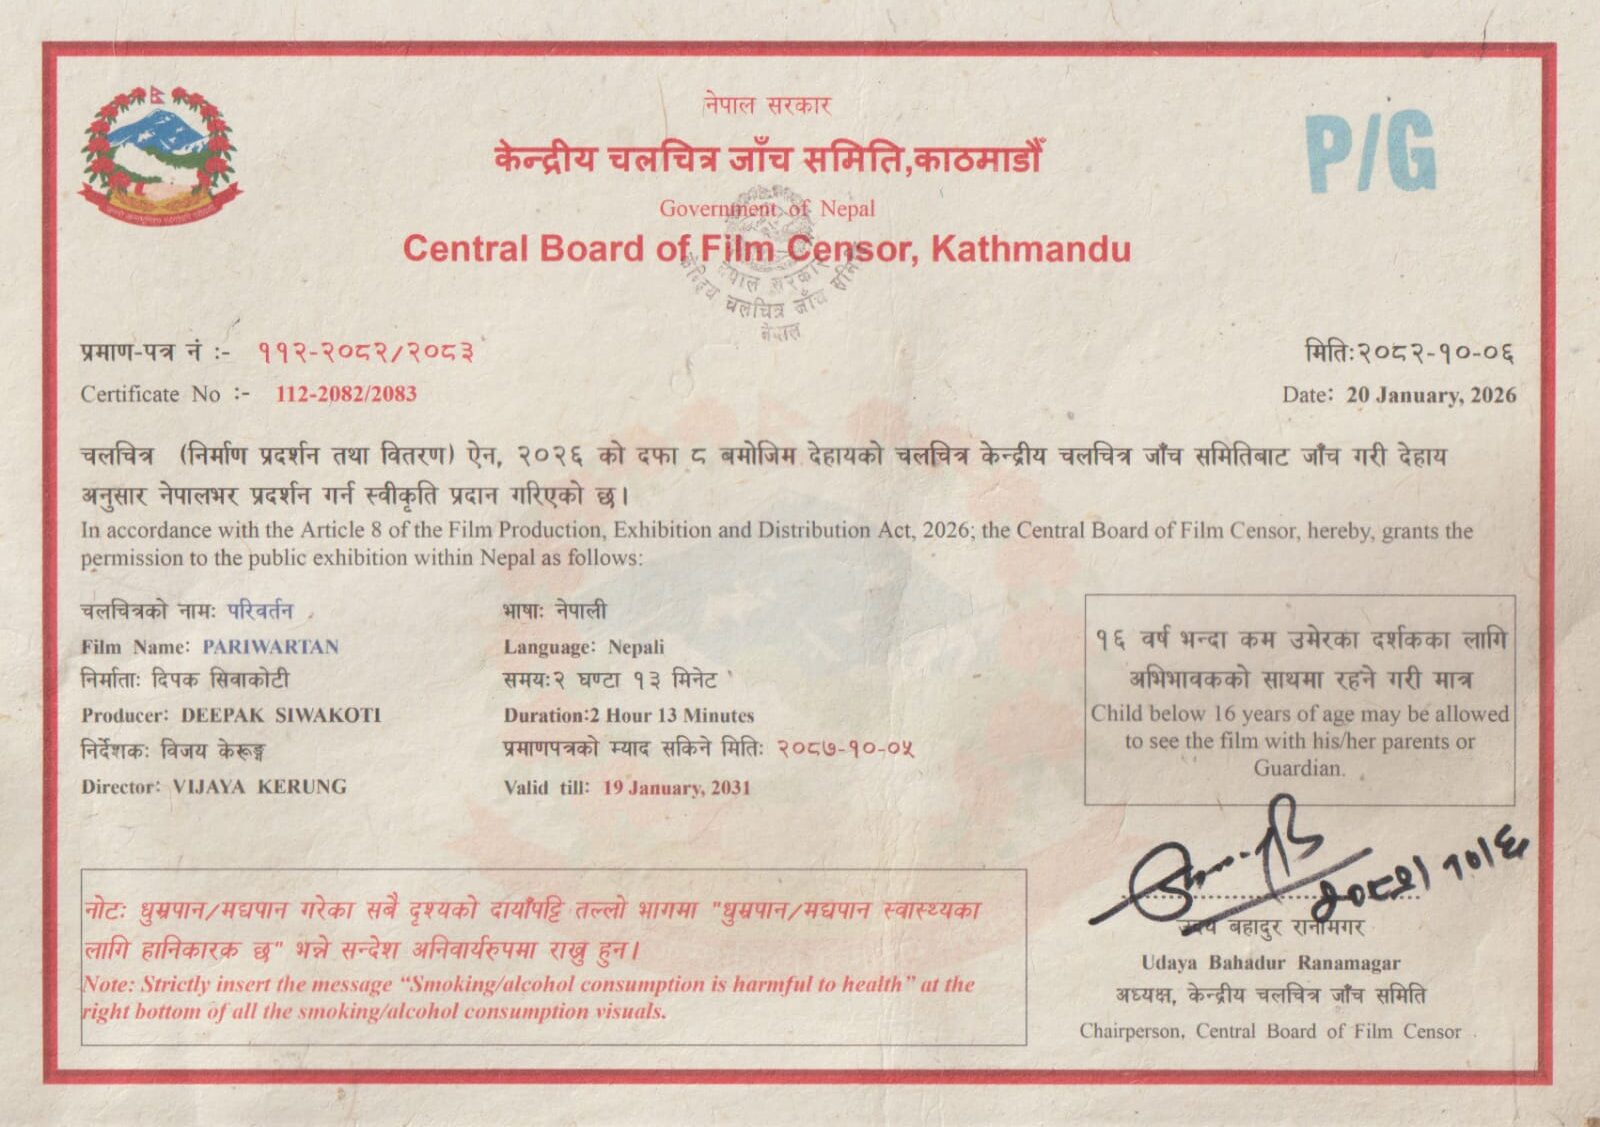 नेपाल सरकार
केन्द्रीय चलचित्र जाँच समिति,काठमाडौँ
P/G
Government of Nepal
Central Board of Film Censor, Kathmandu
नेपाल सरकार
केन्द्रिय चलचित्र जाँच समिति
नेपाल
प्रमाण-पत्र नं :- ११२-२०८२/२०८३
मितिः२०८२-१०-०६
Certificate No :- 112-2082/2083
Date: 20 January, 2026
चलचित्र (निर्माण प्रदर्शन तथा वितरण) ऐन, २०२६ को दफा ८ बमोजिम देहायको चलचित्र केन्द्रीय चलचित्र जाँच समितिबाट जाँच गरी देहाय
अनुसार नेपालभर प्रदर्शन गर्न स्वीकृति प्रदान गरिएको छ।
In accordance with the Article 8 of the Film Production, Exhibition and Distribution Act, 2026; the Central Board of Film Censor, hereby, grants the
permission to the public exhibition within Nepal as follows:
चलचित्रको नामः परिवर्तन
Film Name: PARIWARTAN
निर्माताः दिपक सिवाकोटी
Producer: DEEPAK SIWAKOTI
निर्देशकः विजय केरूङ्ग
Director: VIJAYA KERUNG
भाषाः नेपाली
Language: Nepali
समयः२ घण्टा १३ मिनेट
Duration:2 Hour 13 Minutes
प्रमाणपत्रको म्याद सकिने मितिः २०८७-१०-०५
Valid till: 19 January, 2031
१६ वर्ष भन्दा कम उमेरका दर्शकका लागि
अभिभावकको साथमा रहने गरी मात्र
Child below 16 years of age may be allowed
to see the film with his/her parents or
Guardian.
नोटः धुम्रपान/मद्यपान गरेका सबै दृश्यको दायाँपट्टि तल्लो भागमा "धुम्रपान/मद्यपान स्वास्थ्यका
लागि हानिकारक छ" भन्ने सन्देश अनिवार्यरुपमा राख्नु हुन।
Note: Strictly insert the message “Smoking/alcohol consumption is harmful to health” at the
right bottom of all the smoking/alcohol consumption visuals.
२०८२/१०/६
उदय बहादुर रानामगर
Udaya Bahadur Ranamagar
अध्यक्ष, केन्द्रीय चलचित्र जाँच समिति
Chairperson, Central Board of Film Censor